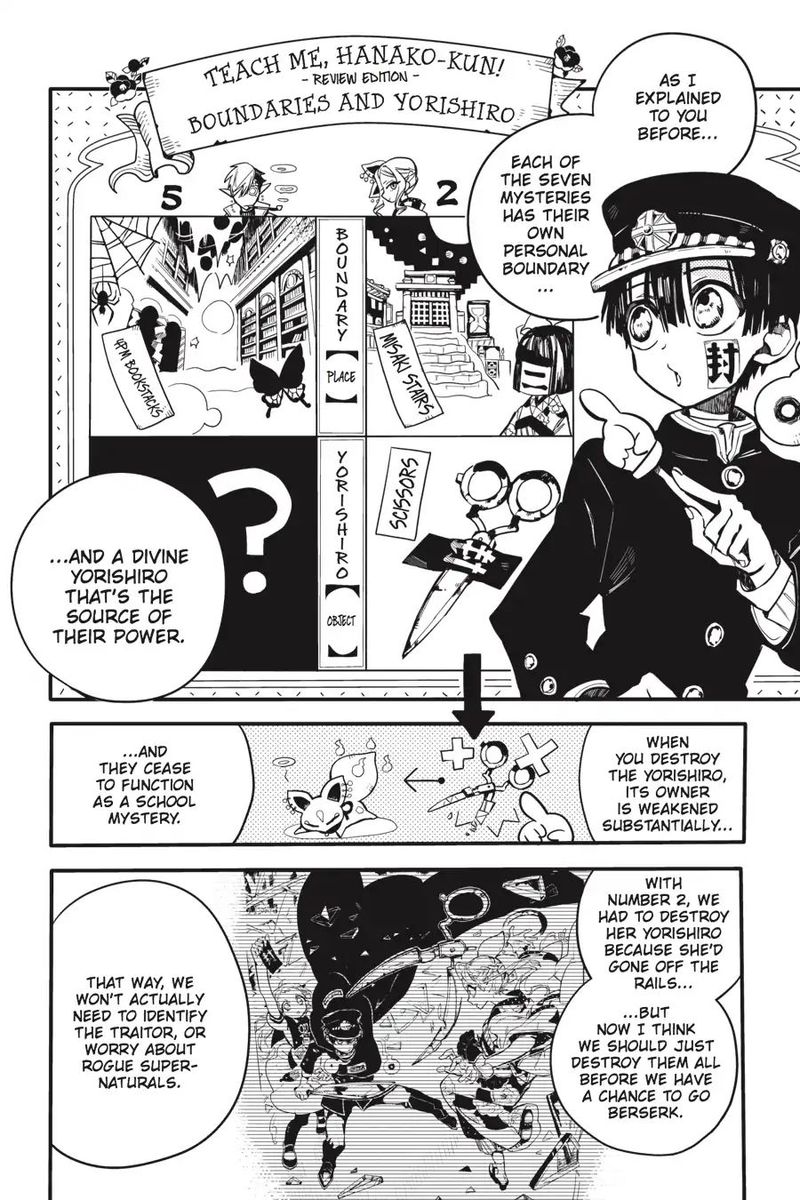 TEACH ME, HANAKO-KUN!
- REVIEW EDITION -
BOUNDARIES AND YORISHIRO
AS I
EXPLAINED
TO YOU
BEFORE...
EACH OF
THE SEVEN
MYSTERIES
HAS THEIR
OWN
PERSONAL
BOUNDARY
...
5
2
BOUNDARY
PLACE
4PM BOOKSTACKS
MISAKI STAIRS
二
封
YORISHIRO
OBJECT
?
SCISSORS
...AND A DIVINE
YORISHIRO
THAT'S THE
SOURCE OF
THEIR POWER.
WHEN
YOU DESTROY
THE YORISHIRO,
ITS OWNER
IS WEAKENED
SUBSTANTIALLY...
...AND
THEY CEASE
TO FUNCTION
AS A SCHOOL
MYSTERY.
WITH
NUMBER 2, WE
HAD TO DESTROY
HER YORISHIRO
BECAUSE SHE'D
GONE OFF THE
RAILS...
...BUT
NOW I THINK
WE SHOULD JUST
DESTROY THEM ALL
BEFORE WE HAVE
A CHANCE TO GO
BERSERK.
THAT WAY, WE
WON'T ACTUALLY
NEED TO IDENTIFY
THE TRAITOR, OR
WORRY ABOUT
ROGUE SUPER-
NATURALS.